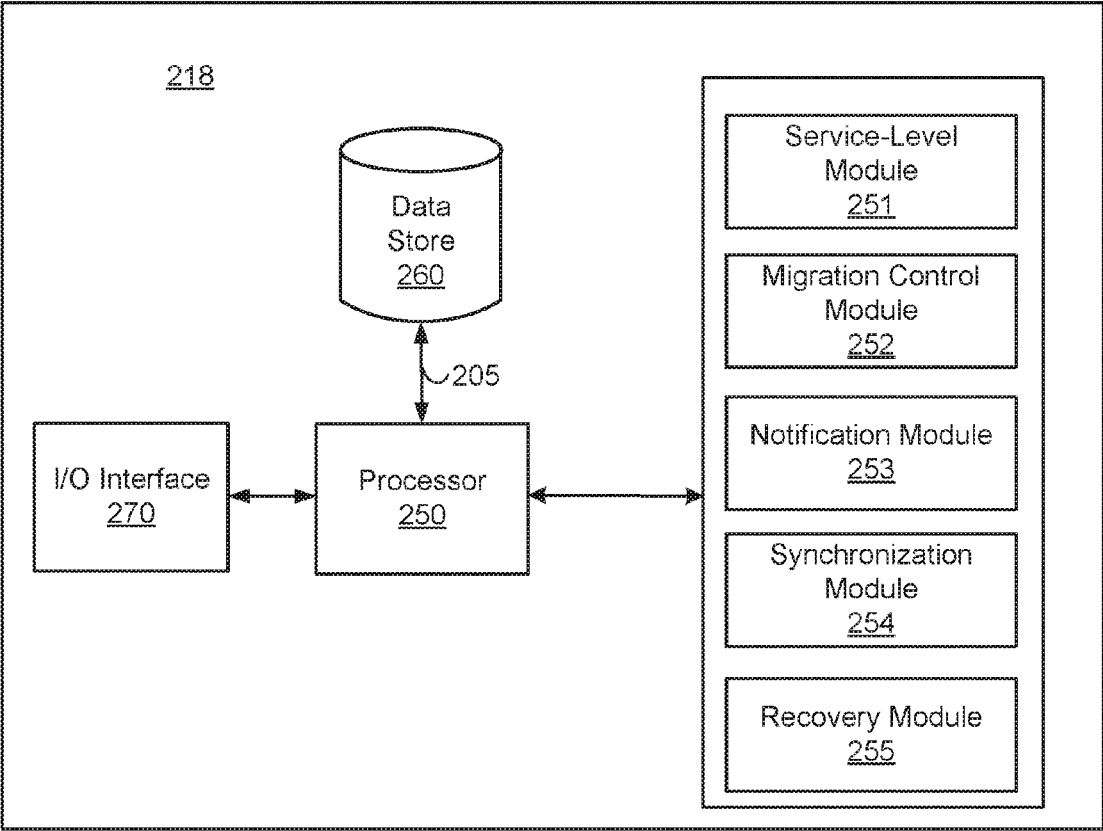 218
Data
Store
260
205
I/O Interface
270
Processor
250
Service-Level
Module
251
Migration Control
Module
252
Notification Module
253
Synchronization
Module
254
Recovery Module
255